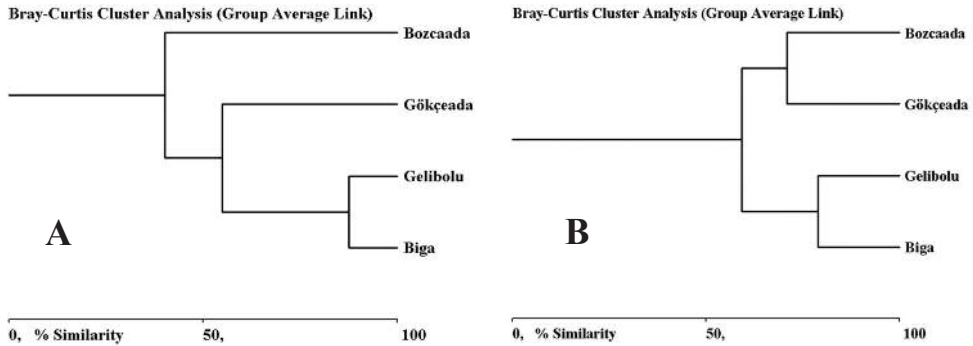 Bray-Curtis Cluster Analysis (Group Average Link)
Bozcaada
Gökçeada
Gelibolu
Biga
A
0, % Similarity 50, 100
Bray-Curtis Cluster Analysis (Group Average Link)
Bozcaada
Gökçeada
Gelibolu
Biga
B
0, % Similarity 50, 100